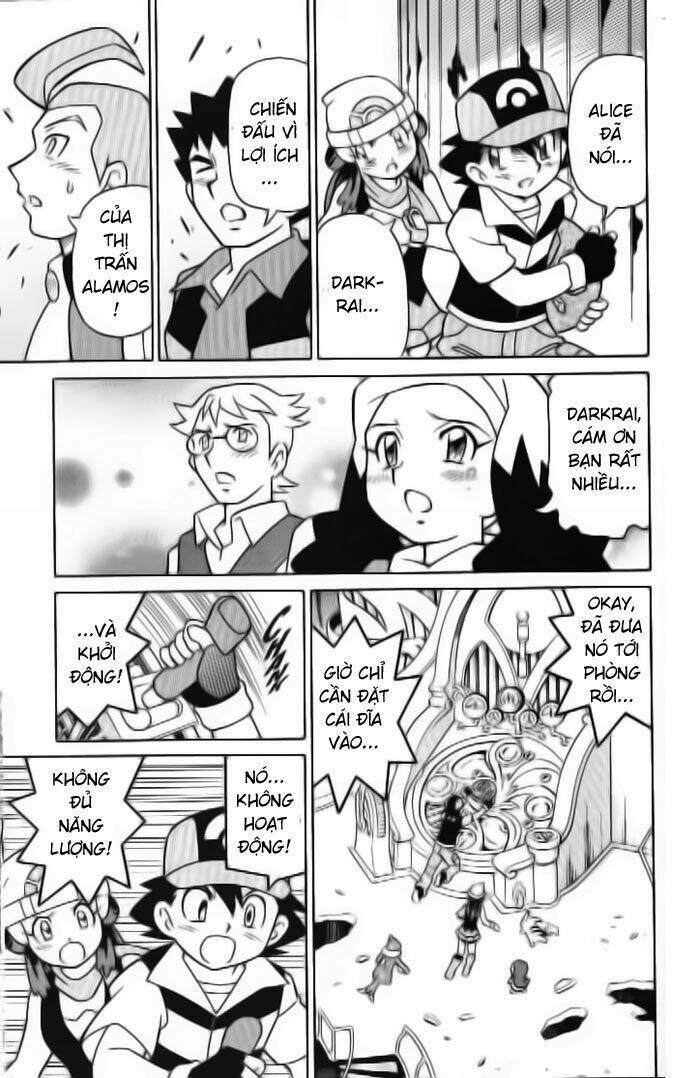 ALICE
ĐÃ
NÓI...
DARK-
RAI...
CHIẾN
ĐẤU VÌ
LỢI ÍCH
...
CỦA
THỊ
TRẤN
ALAMOS
!
DARKRAI,
CÁM ƠN
BẠN RẤT
NHIỀU...
OKAY,
ĐÃ ĐƯA
NÓ TỚI
PHÒNG
RỒI...
GIỜ CHỈ
CẦN ĐẶT
CÁI ĐĨA
VÀO...
...VÀ
KHỞI
ĐỘNG!
NÓ...
KHÔNG
HOẠT
ĐỘNG!
KHÔNG
ĐỦ
NĂNG
LƯỢNG!